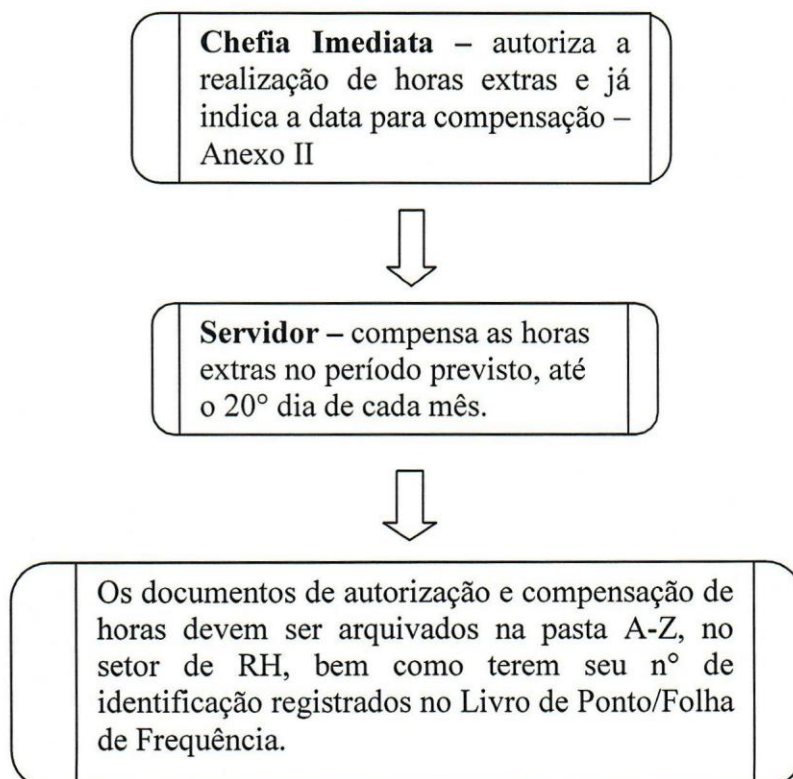 Chefia Imediata – autoriza a
realização de horas extras e já
indica a data para compensação –
Anexo II
Servidor – compensa as horas
extras no período previsto, até
o 20° dia de cada mês.
Os documentos de autorização e compensação de
horas devem ser arquivados na pasta A-Z, no
setor de RH, bem como terem seu n° de
identificação registrados no Livro de Ponto/Folha
de Frequência.